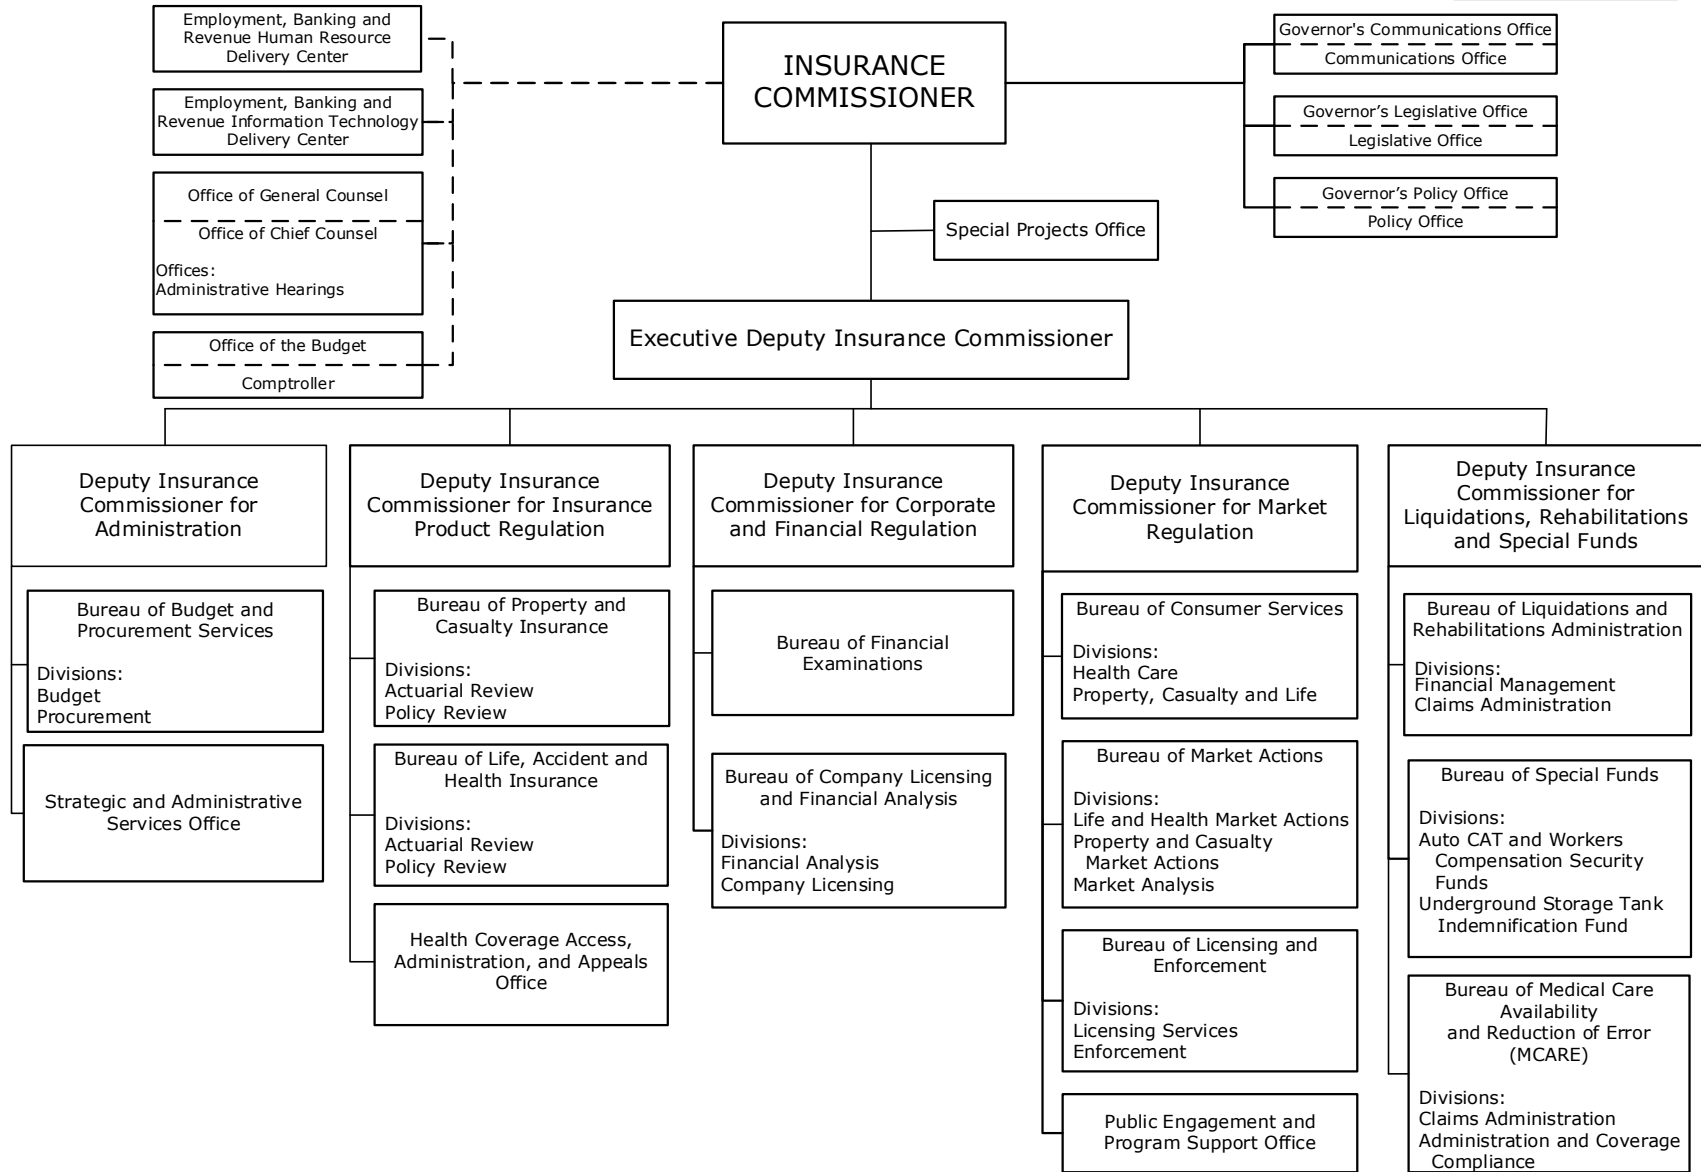 Employment, Banking and
Revenue Human Resource
Delivery Center
Employment, Banking and
Revenue Information Technology
Delivery Center
Office of General Counsel
Office of Chief Counsel
Offices:
Administrative Hearings
Office of the Budget
Comptroller
INSURANCE
COMMISSIONER
Governor's Communications Office
Communications Office
Governor’s Legislative Office
Legislative Office
Governor’s Policy Office
Policy Office
Special Projects Office
Executive Deputy Insurance Commissioner
Deputy Insurance
Commissioner for
Administration
Bureau of Budget and
Procurement Services
Divisions:
Budget
Procurement
Strategic and Administrative
Services Office
Deputy Insurance
Commissioner for Insurance
Product Regulation
Bureau of Property and
Casualty Insurance
Divisions:
Actuarial Review
Policy Review
Bureau of Life, Accident and
Health Insurance
Divisions:
Actuarial Review
Policy Review
Health Coverage Access,
Administration, and Appeals
Office
Deputy Insurance
Commissioner for Corporate
and Financial Regulation
Bureau of Financial
Examinations
Bureau of Company Licensing
and Financial Analysis
Divisions:
Financial Analysis
Company Licensing
Deputy Insurance
Commissioner for Market
Regulation
Bureau of Consumer Services
Divisions:
Health Care
Property, Casualty and Life
Bureau of Market Actions
Divisions:
Life and Health Market Actions
Property and Casualty
Market Actions
Market Analysis
Bureau of Licensing and
Enforcement
Divisions:
Licensing Services
Enforcement
Public Engagement and
Program Support Office
Deputy Insurance
Commissioner for
Liquidations, Rehabilitations
and Special Funds
Bureau of Liquidations and
Rehabilitations Administration
Divisions:
Financial Management
Claims Administration
Bureau of Special Funds
Divisions:
Auto CAT and Workers
Compensation Security
Funds
Underground Storage Tank
Indemnification Fund
Bureau of Medical Care
Availability
and Reduction of Error
(MCARE)
Divisions:
Claims Administration
Administration and Coverage
Compliance